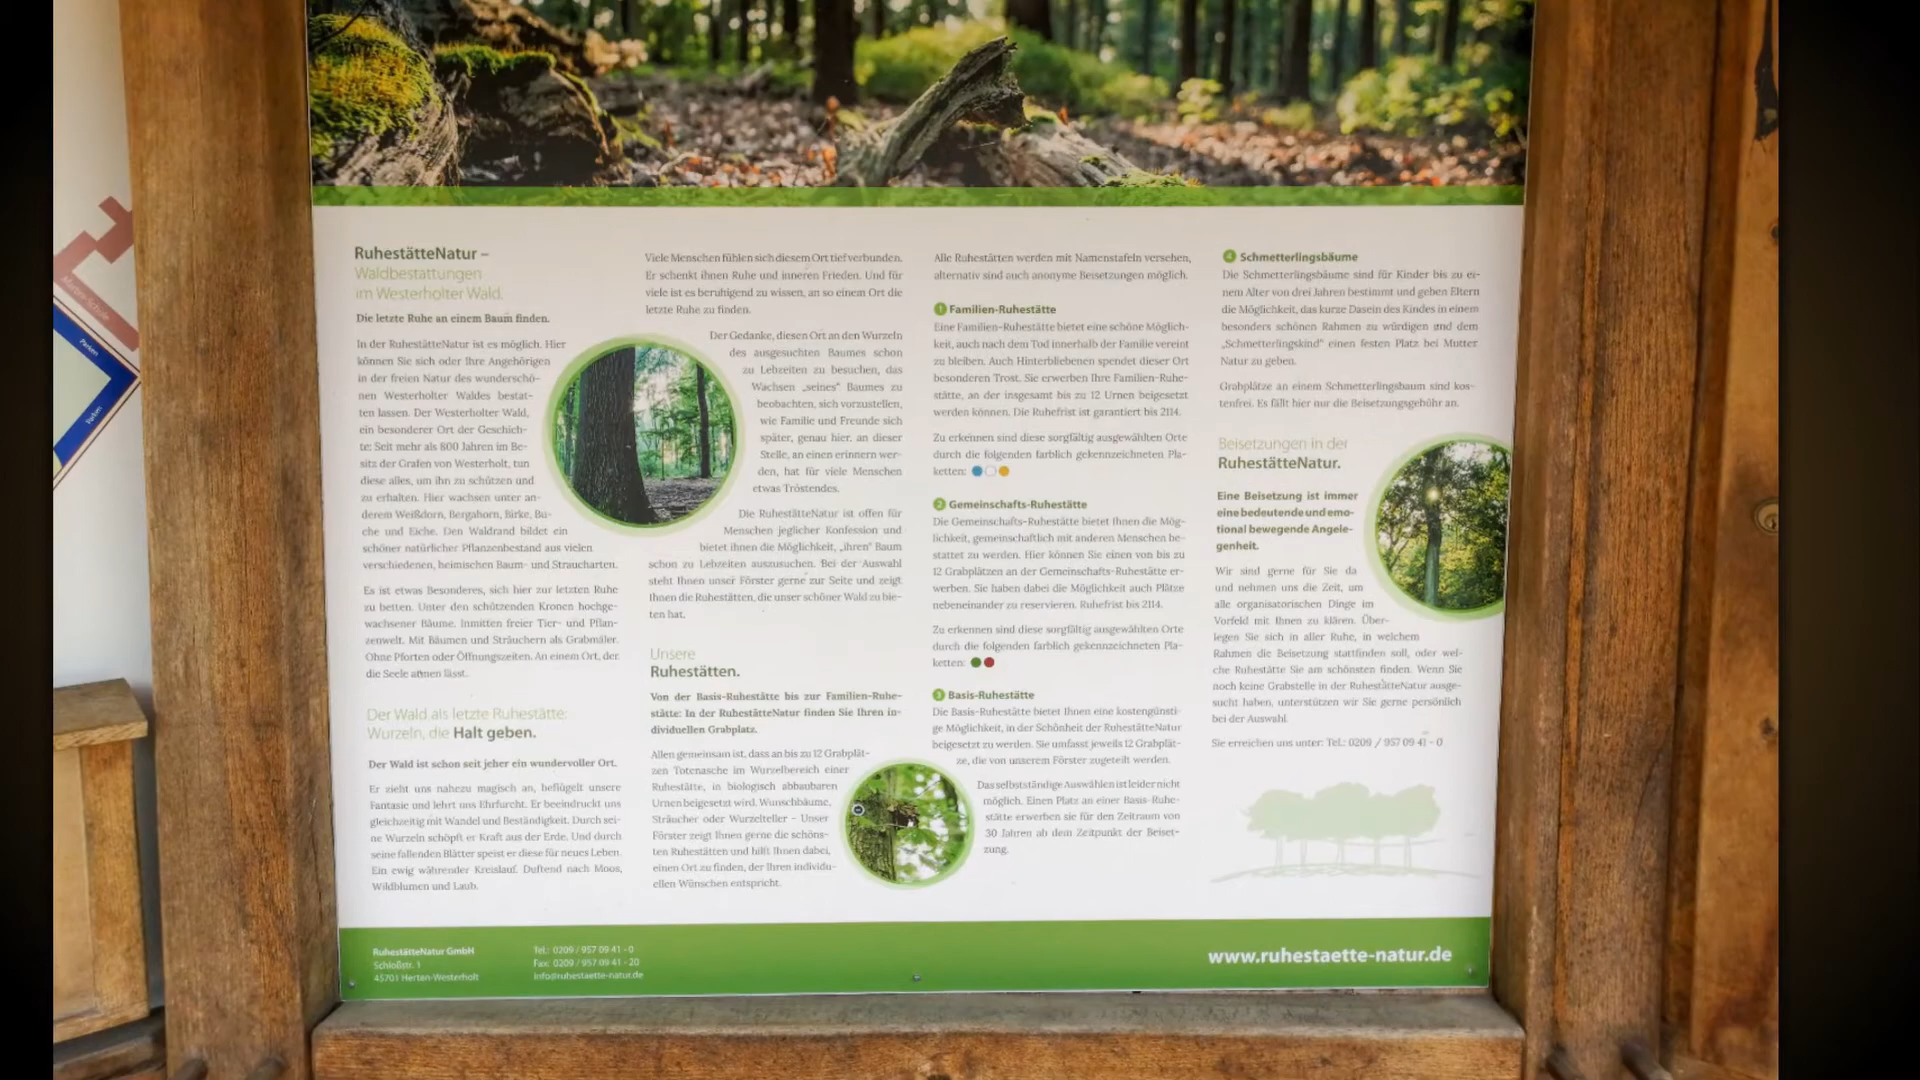 Martini Schule
Parken
Parken
RuhestätteNatur –
Waldbestattungen
im Westerholter Wald.
Die letzte Ruhe an einem Baum finden.
In der RuhestätteNatur ist es möglich. Hier
können Sie sich oder Ihre Angehörigen
in der freien Natur des wunderschö-
nen Westerholter Waldes bestat-
ten lassen. Der Westerholter Wald,
ein besonderer Ort der Geschich-
te: Seit mehr als 800 Jahren im Be-
sitz der Grafen von Westerholt, tun
diese alles, um ihn zu schützen und
zu erhalten. Hier wachsen unter an-
derem Weißdorn, Bergahorn, Birke, Bu-
che und Eiche. Den Waldrand bildet ein
schöner natürlicher Pflanzenbestand aus vielen
verschiedenen, heimischen Baum- und Straucharten.
Es ist etwas Besonderes, sich hier zur letzten Ruhe
zu betten. Unter den schützenden Kronen hochge-
wachsener Bäume. Inmitten freier Tier- und Pflan-
zenwelt. Mit Bäumen und Sträuchern als Grabmäler.
Ohne Pforten oder Öffnungszeiten. An einem Ort, der
die Seele atmen lässt.
Der Wald als letzte Ruhestätte:
Wurzeln, die Halt geben.
Der Wald ist schon seit jeher ein wundervoller Ort.
Er zieht uns nahezu magisch an, beflügelt unsere
Fantasie und lehrt uns Ehrfurcht. Er beeindruckt uns
gleichzeitig mit Wandel und Beständigkeit. Durch sei-
ne Wurzeln schöpft er Kraft aus der Erde. Und durch
seine fallenden Blätter speist er diese für neues Leben.
Ein ewig währender Kreislauf. Duftend nach Moos,
Wildblumen und Laub.
Viele Menschen fühlen sich diesem Ort tief verbunden.
Er schenkt ihnen Ruhe und inneren Frieden. Und für
viele ist es beruhigend zu wissen, an so einem Ort die
letzte Ruhe zu finden.
Der Gedanke, diesen Ort an den Wurzeln
des ausgesuchten Baumes schon
zu Lebzeiten zu besuchen, das
Wachsen „seines“ Baumes zu
beobachten, sich vorzustellen,
wie Familie und Freunde sich
später, genau hier, an dieser
Stelle, an einen erinnern wer-
den, hat für viele Menschen
etwas Tröstendes.
Die RuhestätteNatur ist offen für
Menschen jeglicher Konfession und
bietet ihnen die Möglichkeit, „ihren“ Baum
schon zu Lebzeiten auszusuchen. Bei der Auswahl
steht Ihnen unser Förster gerne zur Seite und zeigt
Ihnen die Ruhestätten, die unser schöner Wald zu bie-
ten hat.
Unsere
Ruhestätten.
Von der Basis-Ruhestätte bis zur Familien-Ruhe-
stätte: In der RuhestätteNatur finden Sie Ihren in-
dividuellen Grabplatz.
Allen gemeinsam ist, dass an bis zu 12 Grabplät-
zen Totenasche im Wurzelbereich einer
Ruhestätte, in biologisch abbaubaren
Urnen beigesetzt wird. Wunschbäume,
Sträucher oder Wurzelteller – Unser
Förster zeigt Ihnen gerne die schöns-
ten Ruhestätten und hilft Ihnen dabei,
einen Ort zu finden, der Ihren individu-
ellen Wünschen entspricht.
Alle Ruhestätten werden mit Namenstafeln versehen,
alternativ sind auch anonyme Beisetzungen möglich.
1 Familien-Ruhestätte
Eine Familien-Ruhestätte bietet eine schöne Möglich-
keit, auch nach dem Tod innerhalb der Familie vereint
zu bleiben. Auch Hinterbliebenen spendet dieser Ort
besonderen Trost. Sie erwerben Ihre Familien-Ruhe-
stätte, an der insgesamt bis zu 12 Urnen beigesetzt
werden können. Die Ruhefrist ist garantiert bis 2114.
Zu erkennen sind diese sorgfältig ausgewählten Orte
durch die folgenden farblich gekennzeichneten Pla-
ketten:
2 Gemeinschafts-Ruhestätte
Die Gemeinschafts-Ruhestätte bietet Ihnen die Mög-
lichkeit, gemeinschaftlich mit anderen Menschen be-
stattet zu werden. Hier können Sie einen von bis zu
12 Grabplätzen an der Gemeinschafts-Ruhestätte er-
werben. Sie haben dabei die Möglichkeit auch Plätze
nebeneinander zu reservieren. Ruhefrist bis 2114.
Zu erkennen sind diese sorgfältig ausgewählten Orte
durch die folgenden farblich gekennzeichneten Pla-
ketten:
3 Basis-Ruhestätte
Die Basis-Ruhestätte bietet Ihnen eine kostengünsti-
ge Möglichkeit, in der Schönheit der RuhestätteNatur
beigesetzt zu werden. Sie umfasst jeweils 12 Grabplät-
ze, die von unserem Förster zugeteilt werden.
Das selbstständige Auswählen ist leider nicht
möglich. Einen Platz an einer Basis-Ruhe-
stätte erwerben sie für den Zeitraum von
30 Jahren ab dem Zeitpunkt der Beiset-
zung.
4 Schmetterlingsbäume
Die Schmetterlingsbäume sind für Kinder bis zu ei-
nem Alter von drei Jahren bestimmt und geben Eltern
die Möglichkeit, das kurze Dasein des Kindes in einem
besonders schönen Rahmen zu würdigen und dem
„Schmetterlingskind“ einen festen Platz bei Mutter
Natur zu geben.
Grabplätze an einem Schmetterlingsbaum sind kos-
tenfrei. Es fällt hier nur die Beisetzungsgebühr an.
Beisetzungen in der
RuhestätteNatur.
Eine Beisetzung ist immer
eine bedeutende und emo-
tional bewegende Angele-
genheit.
Wir sind gerne für Sie da
und nehmen uns die Zeit, um
alle organisatorischen Dinge im
Vorfeld mit Ihnen zu klären. Über-
legen Sie sich in aller Ruhe, in welchem
Rahmen die Beisetzung stattfinden soll, oder wel-
che Ruhestätte Sie am schönsten finden. Wenn Sie
noch keine Grabstelle in der RuhestätteNatur ausge-
sucht haben, unterstützen wir Sie gerne persönlich
bei der Auswahl.
Sie erreichen uns unter: Tel.: 0209 / 957 09 41 - 0
RuhestätteNatur GmbH
Schloßstr. 1
45701 Herten-Westerholt
Tel.: 0209 / 957 09 41 - 0
Fax: 0209 / 957 09 41 - 20
info@ruhestaette-natur.de
www.ruhestaette-natur.de